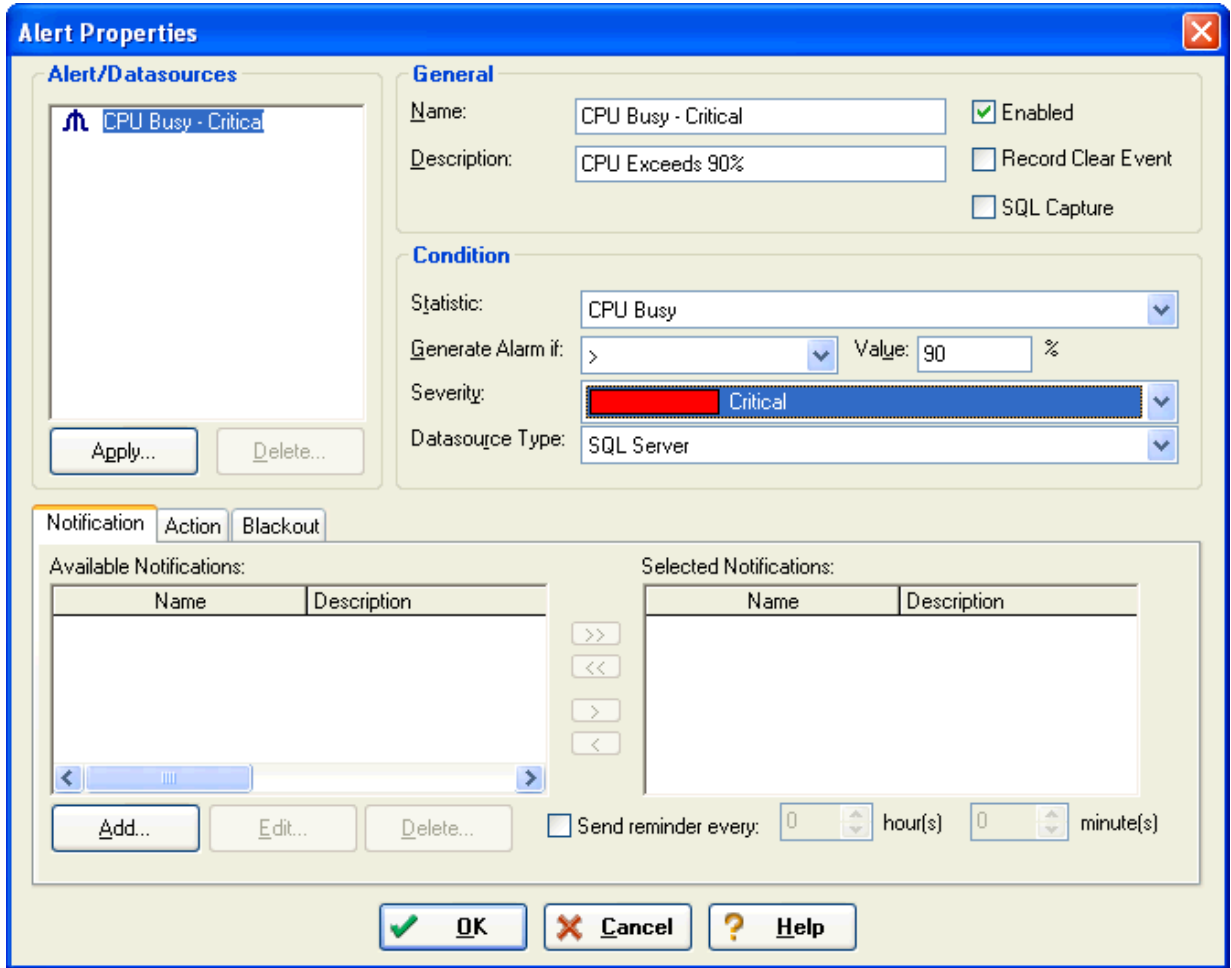 Alert Properties
Alert/Datasources
CPU Busy - Critical
Apply...
Delete...
General
Name:
CPU Busy - Critical
Enabled
Description:
CPU Exceeds 90%
Record Clear Event
SQL Capture
Condition
Statistic:
CPU Busy
Generate Alarm if:
>
Value:
90
%
Severity:
Critical
Datasource Type:
SQL Server
Notification
Action
Blackout
Available Notifications:
Name
Description
>>
<<
>
<
Selected Notifications:
Name
Description
Add...
Edit...
Delete...
Send reminder every:
0
hour(s)
0
minute(s)
OK
Cancel
Help